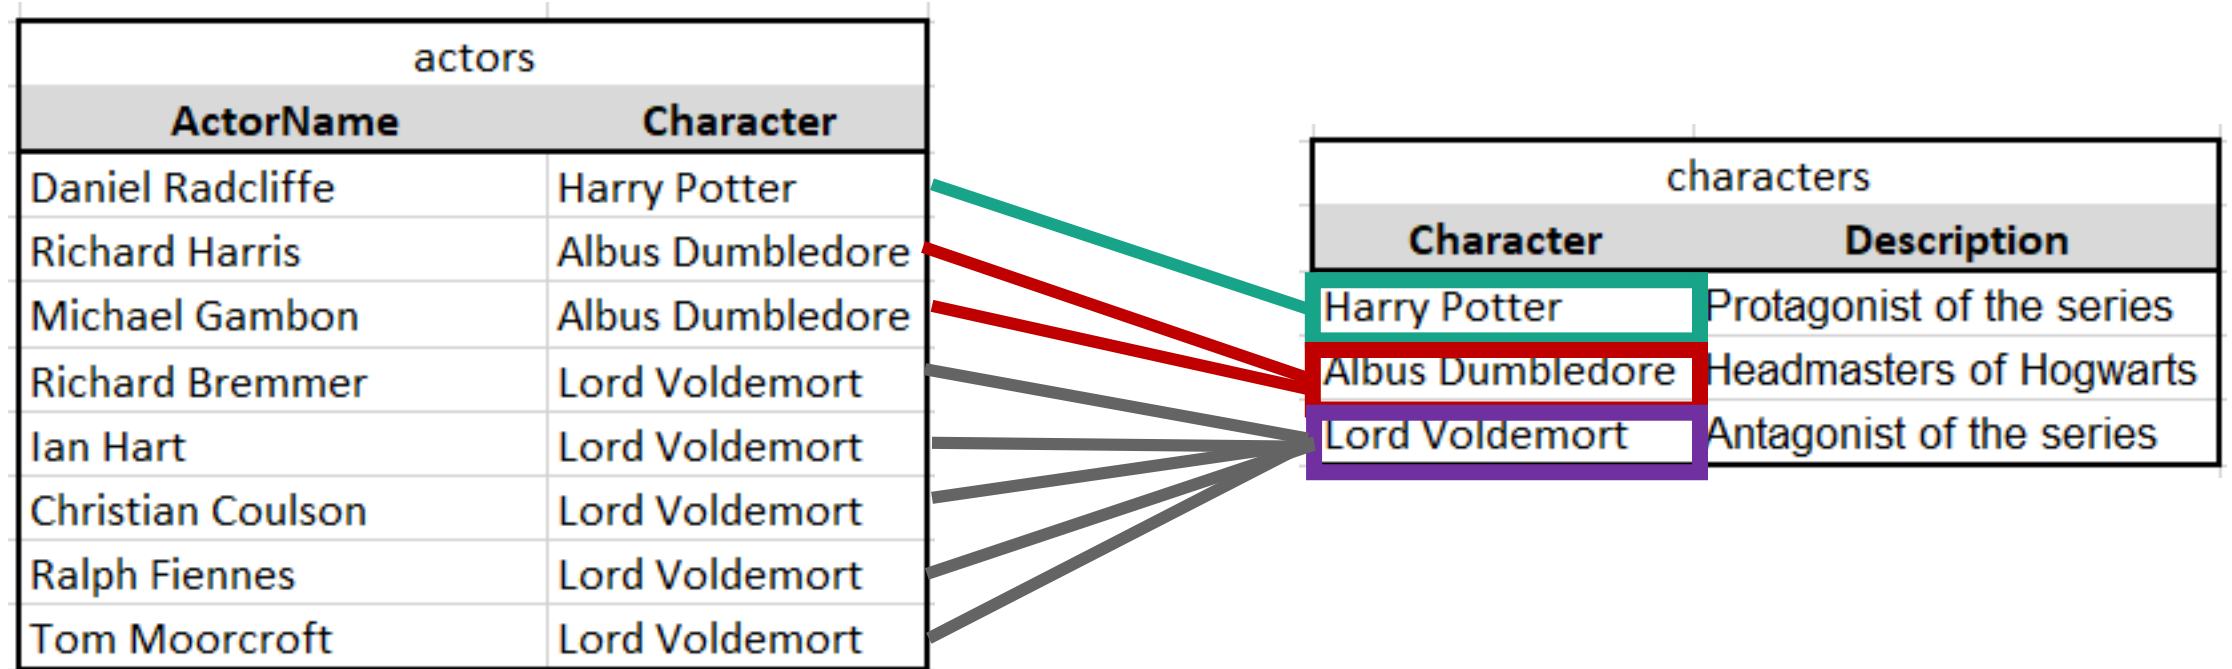 actors
ActorName Character
Daniel Radcliffe Harry Potter
Richard Harris Albus Dumbledore
Michael Gambon Albus Dumbledore
Richard Bremmer Lord Voldemort
Ian Hart Lord Voldemort
Christian Coulson Lord Voldemort
Ralph Fiennes Lord Voldemort
Tom Moorcroft Lord Voldemort
characters
Character Description
Harry Potter Protagonist of the series
Albus Dumbledore Headmasters of Hogwarts
Lord Voldemort Antagonist of the series